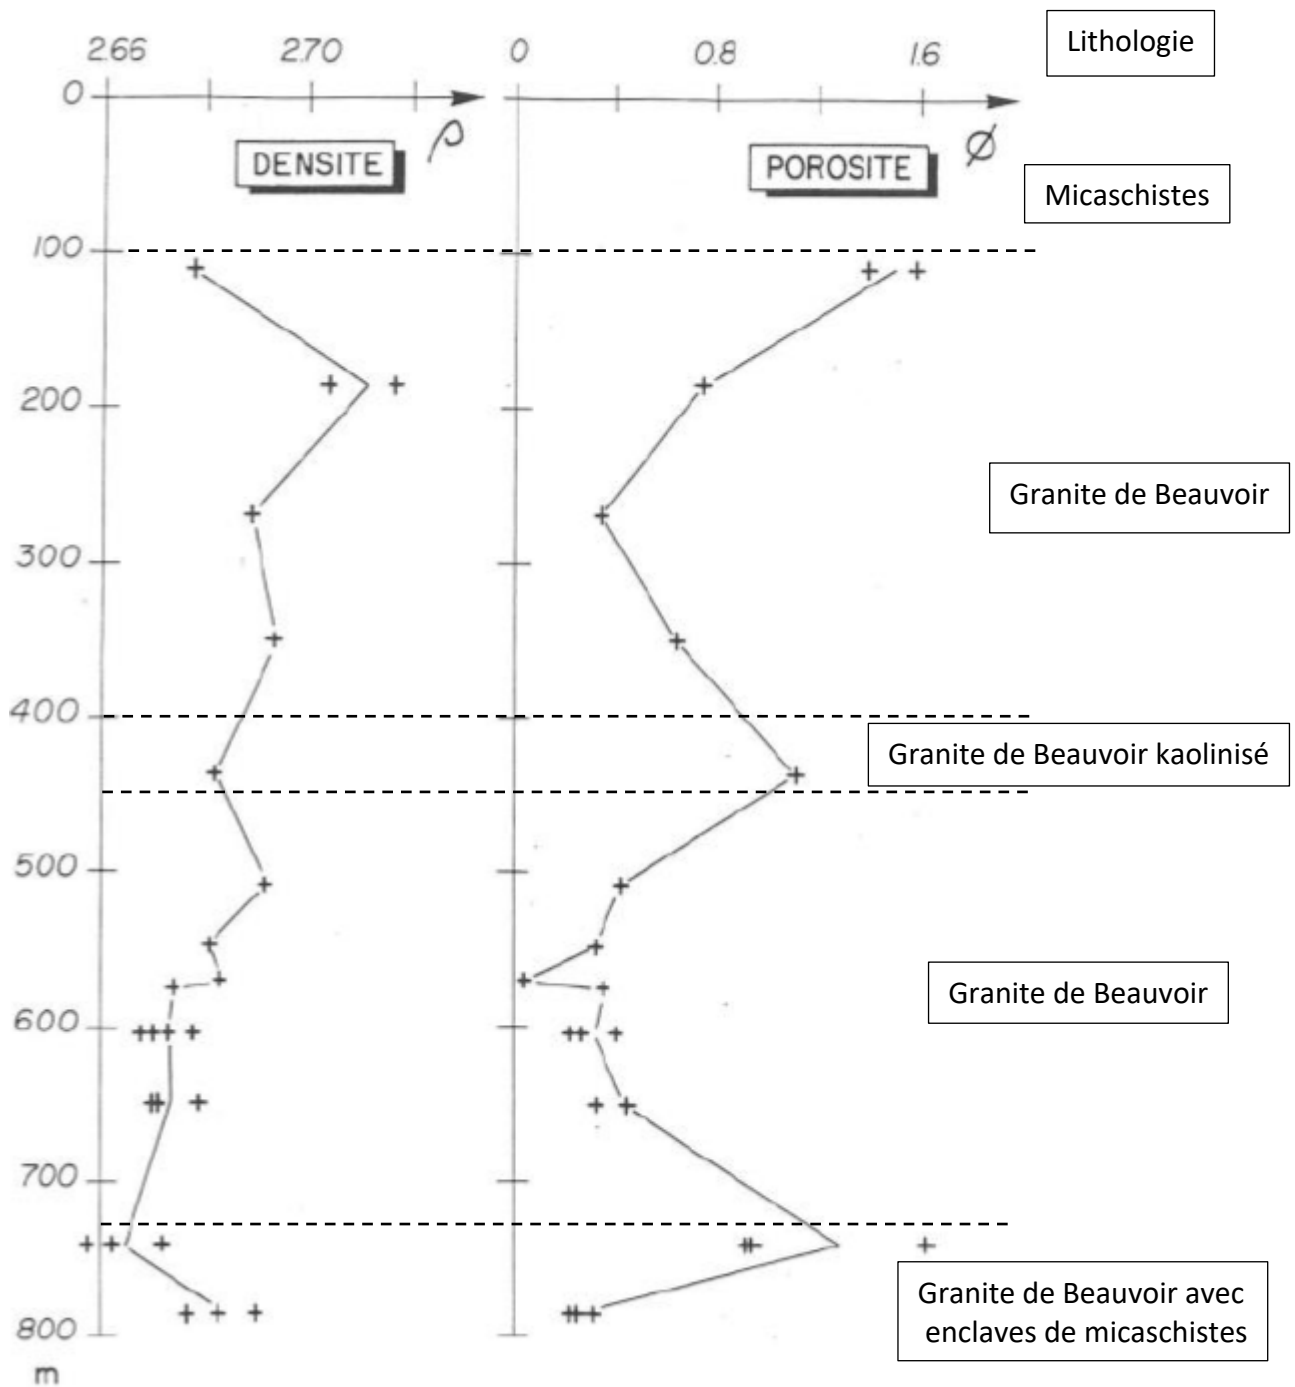 2.66 2.70 0 0.8 1.6
Lithologie
0
DENSITE ρ
POROSITE Ø
Micaschistes
100
200
Granite de Beauvoir
300
400
Granite de Beauvoir kaolinisé
500
Granite de Beauvoir
600
700
Granite de Beauvoir avec
enclaves de micaschistes
800
m